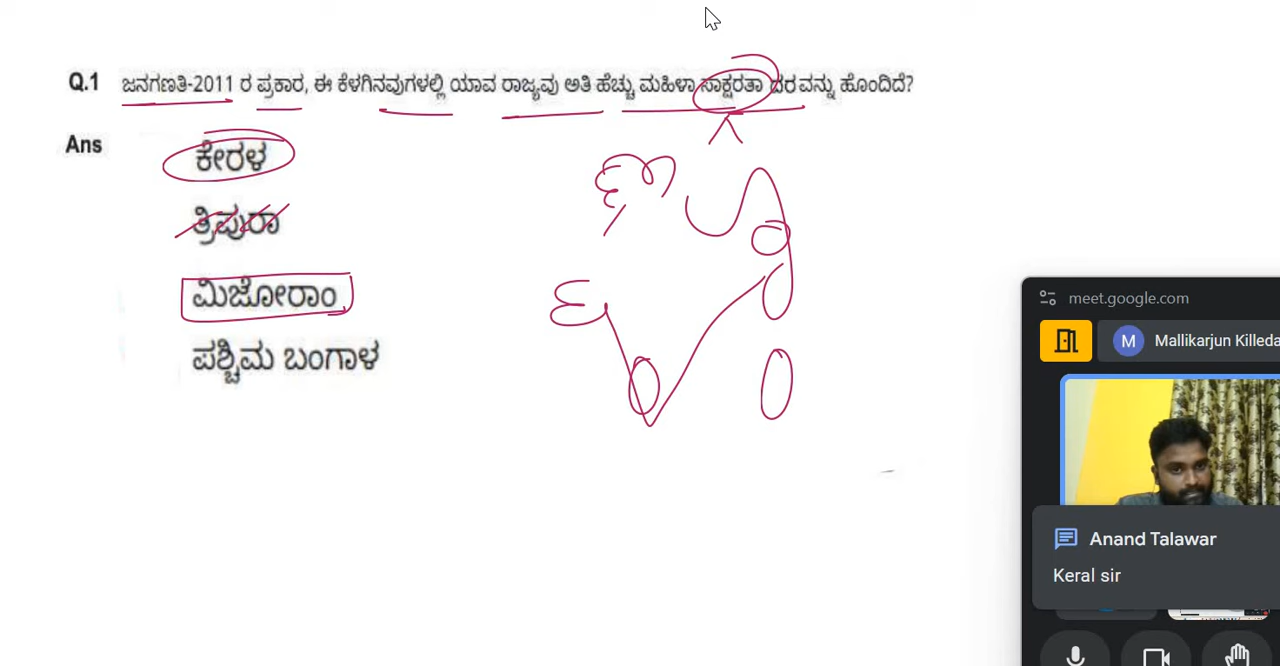 Q.1 ಜನಗಣತಿ-2011 ರ ಪ್ರಕಾರ, ಈ ಕೆಳಗಿನವುಗಳಲ್ಲಿ ಯಾವ ರಾಜ್ಯವು ಅತಿ ಹೆಚ್ಚು ಮಹಿಳಾ ಸಾಕ್ಷರತಾ ದರವನ್ನು ಹೊಂದಿದೆ?
Ans
ಕೇರಳ
ತ್ರಿಪುರಾ
ಮಿಜೋರಾಂ
ಪಶ್ಚಿಮ ಬಂಗಾಳ
meet.google.com
M Mallikarjun Killeda
Anand Talawar
Keral sir